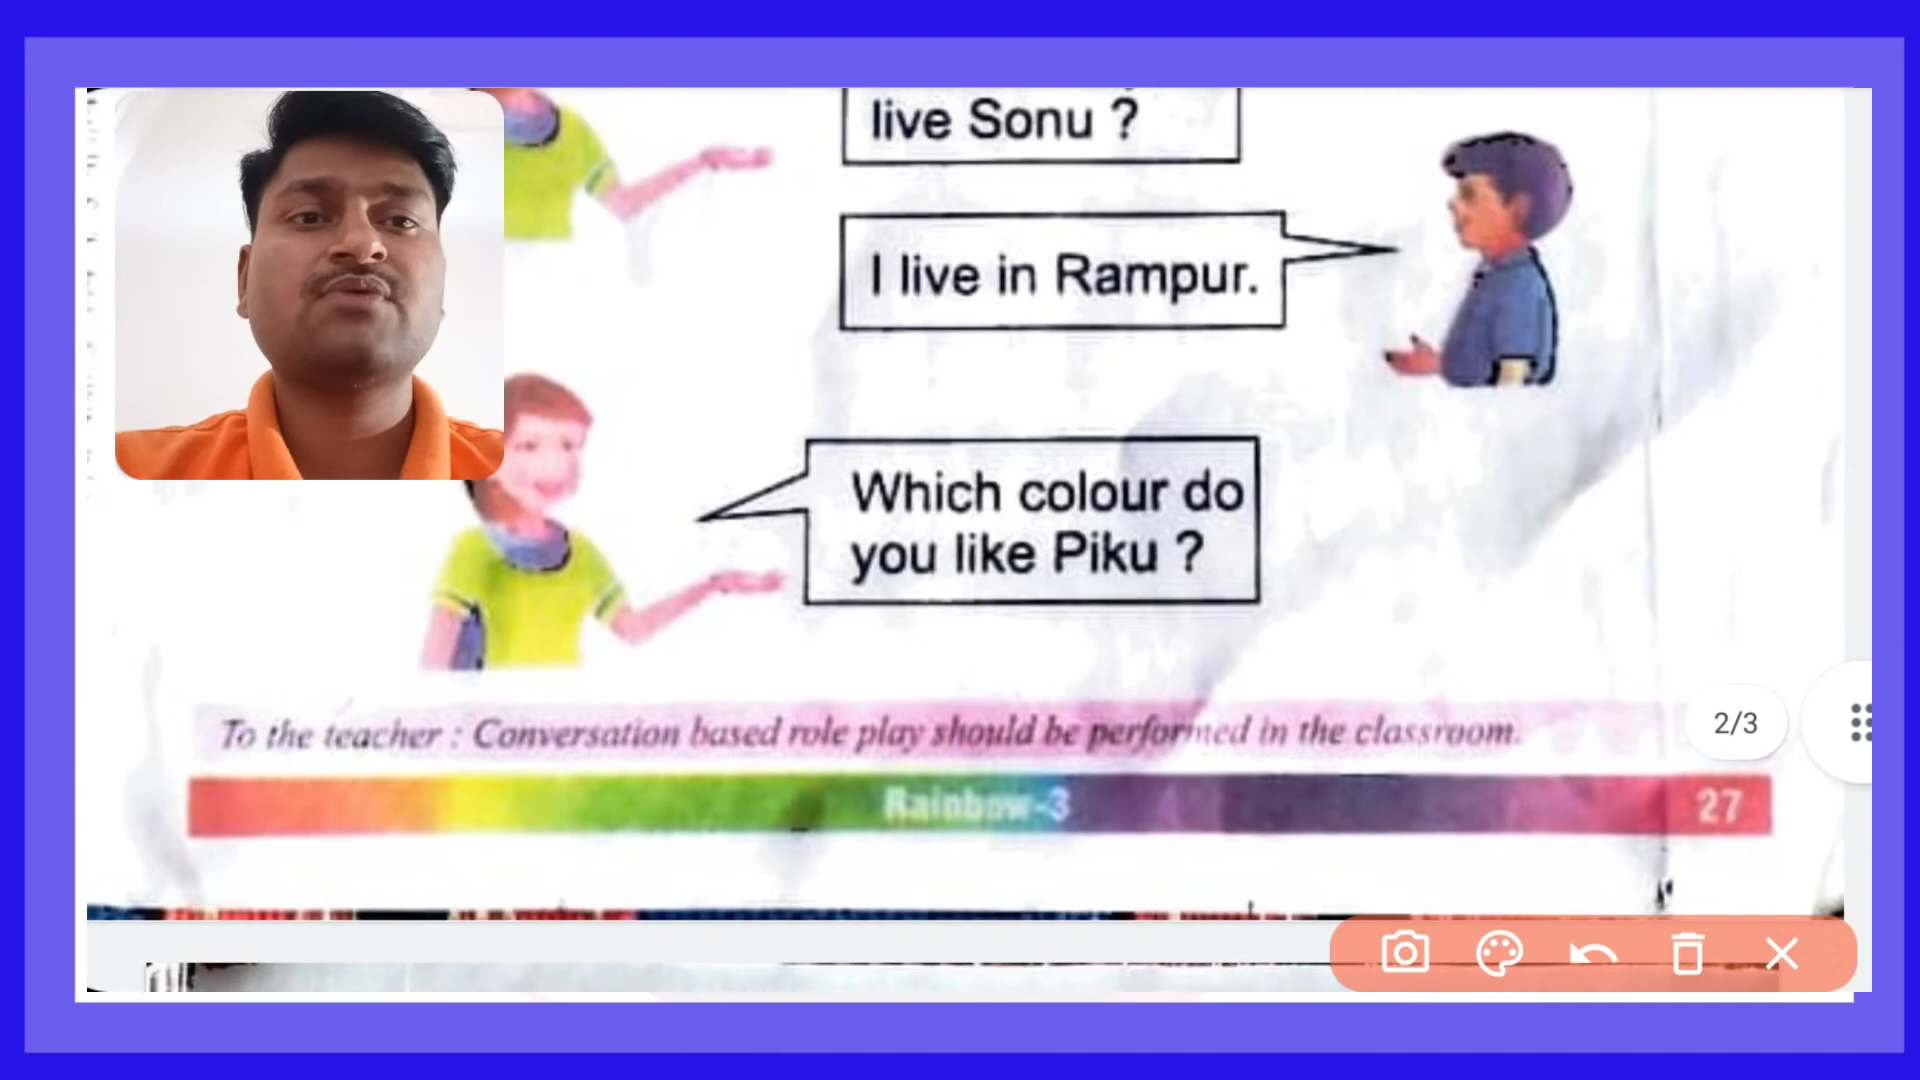 live Sonu ?
I live in Rampur.
Which colour do
you like Piku ?
To the teacher : Conversation based role play should be performed in the classroom.
2/3
Rainbow-3
27